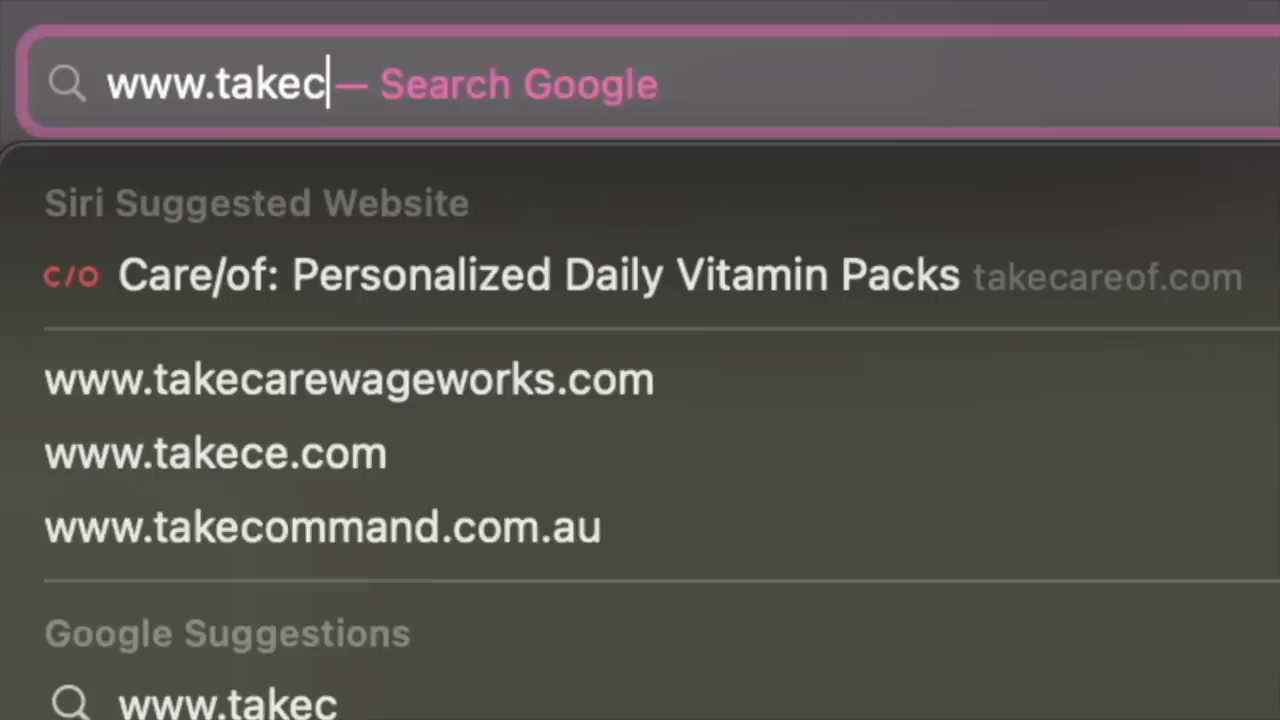 www.takec — Search Google
Siri Suggested Website
c/o Care/of: Personalized Daily Vitamin Packs takecareof.com
www.takecarewageworks.com
www.takece.com
www.takecommand.com.au
Google Suggestions
www.takec